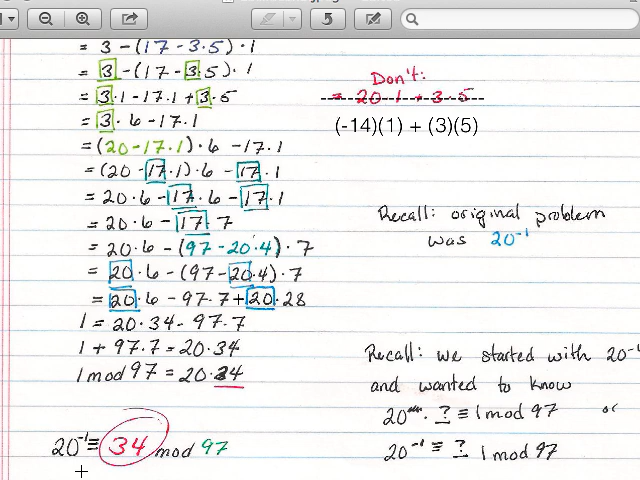 = 3 - (17 - 3·5)·1
= 3 - (17 - 3·5)·1
= 3·1 - 17·1 + 3·5
= 3·6 - 17·1
= (20 - 17·1)·6 - 17·1
= (20 - 17·1)·6 - 17·1
= 20·6 - 17·6 - 17·1
= 20·6 - 17·7
= 20·6 - (97 - 20·4)·7
= 20·6 - (97 - 20·4)·7
= 20·6 - 97·7 + 20·28
1 = 20·34 - 97·7
1 + 97·7 = 20·34
1 mod 97 = 20·34
20⁻¹ ≡ 34 mod 97
Don't:
= 20·1 + 3·5
(-14)(1) + (3)(5)
Recall: original problem
was 20⁻¹
Recall: we started with 20⁻¹
and wanted to know
20 · ? ≡ 1 mod 97 or
20⁻¹ ≡ ? 1 mod 97